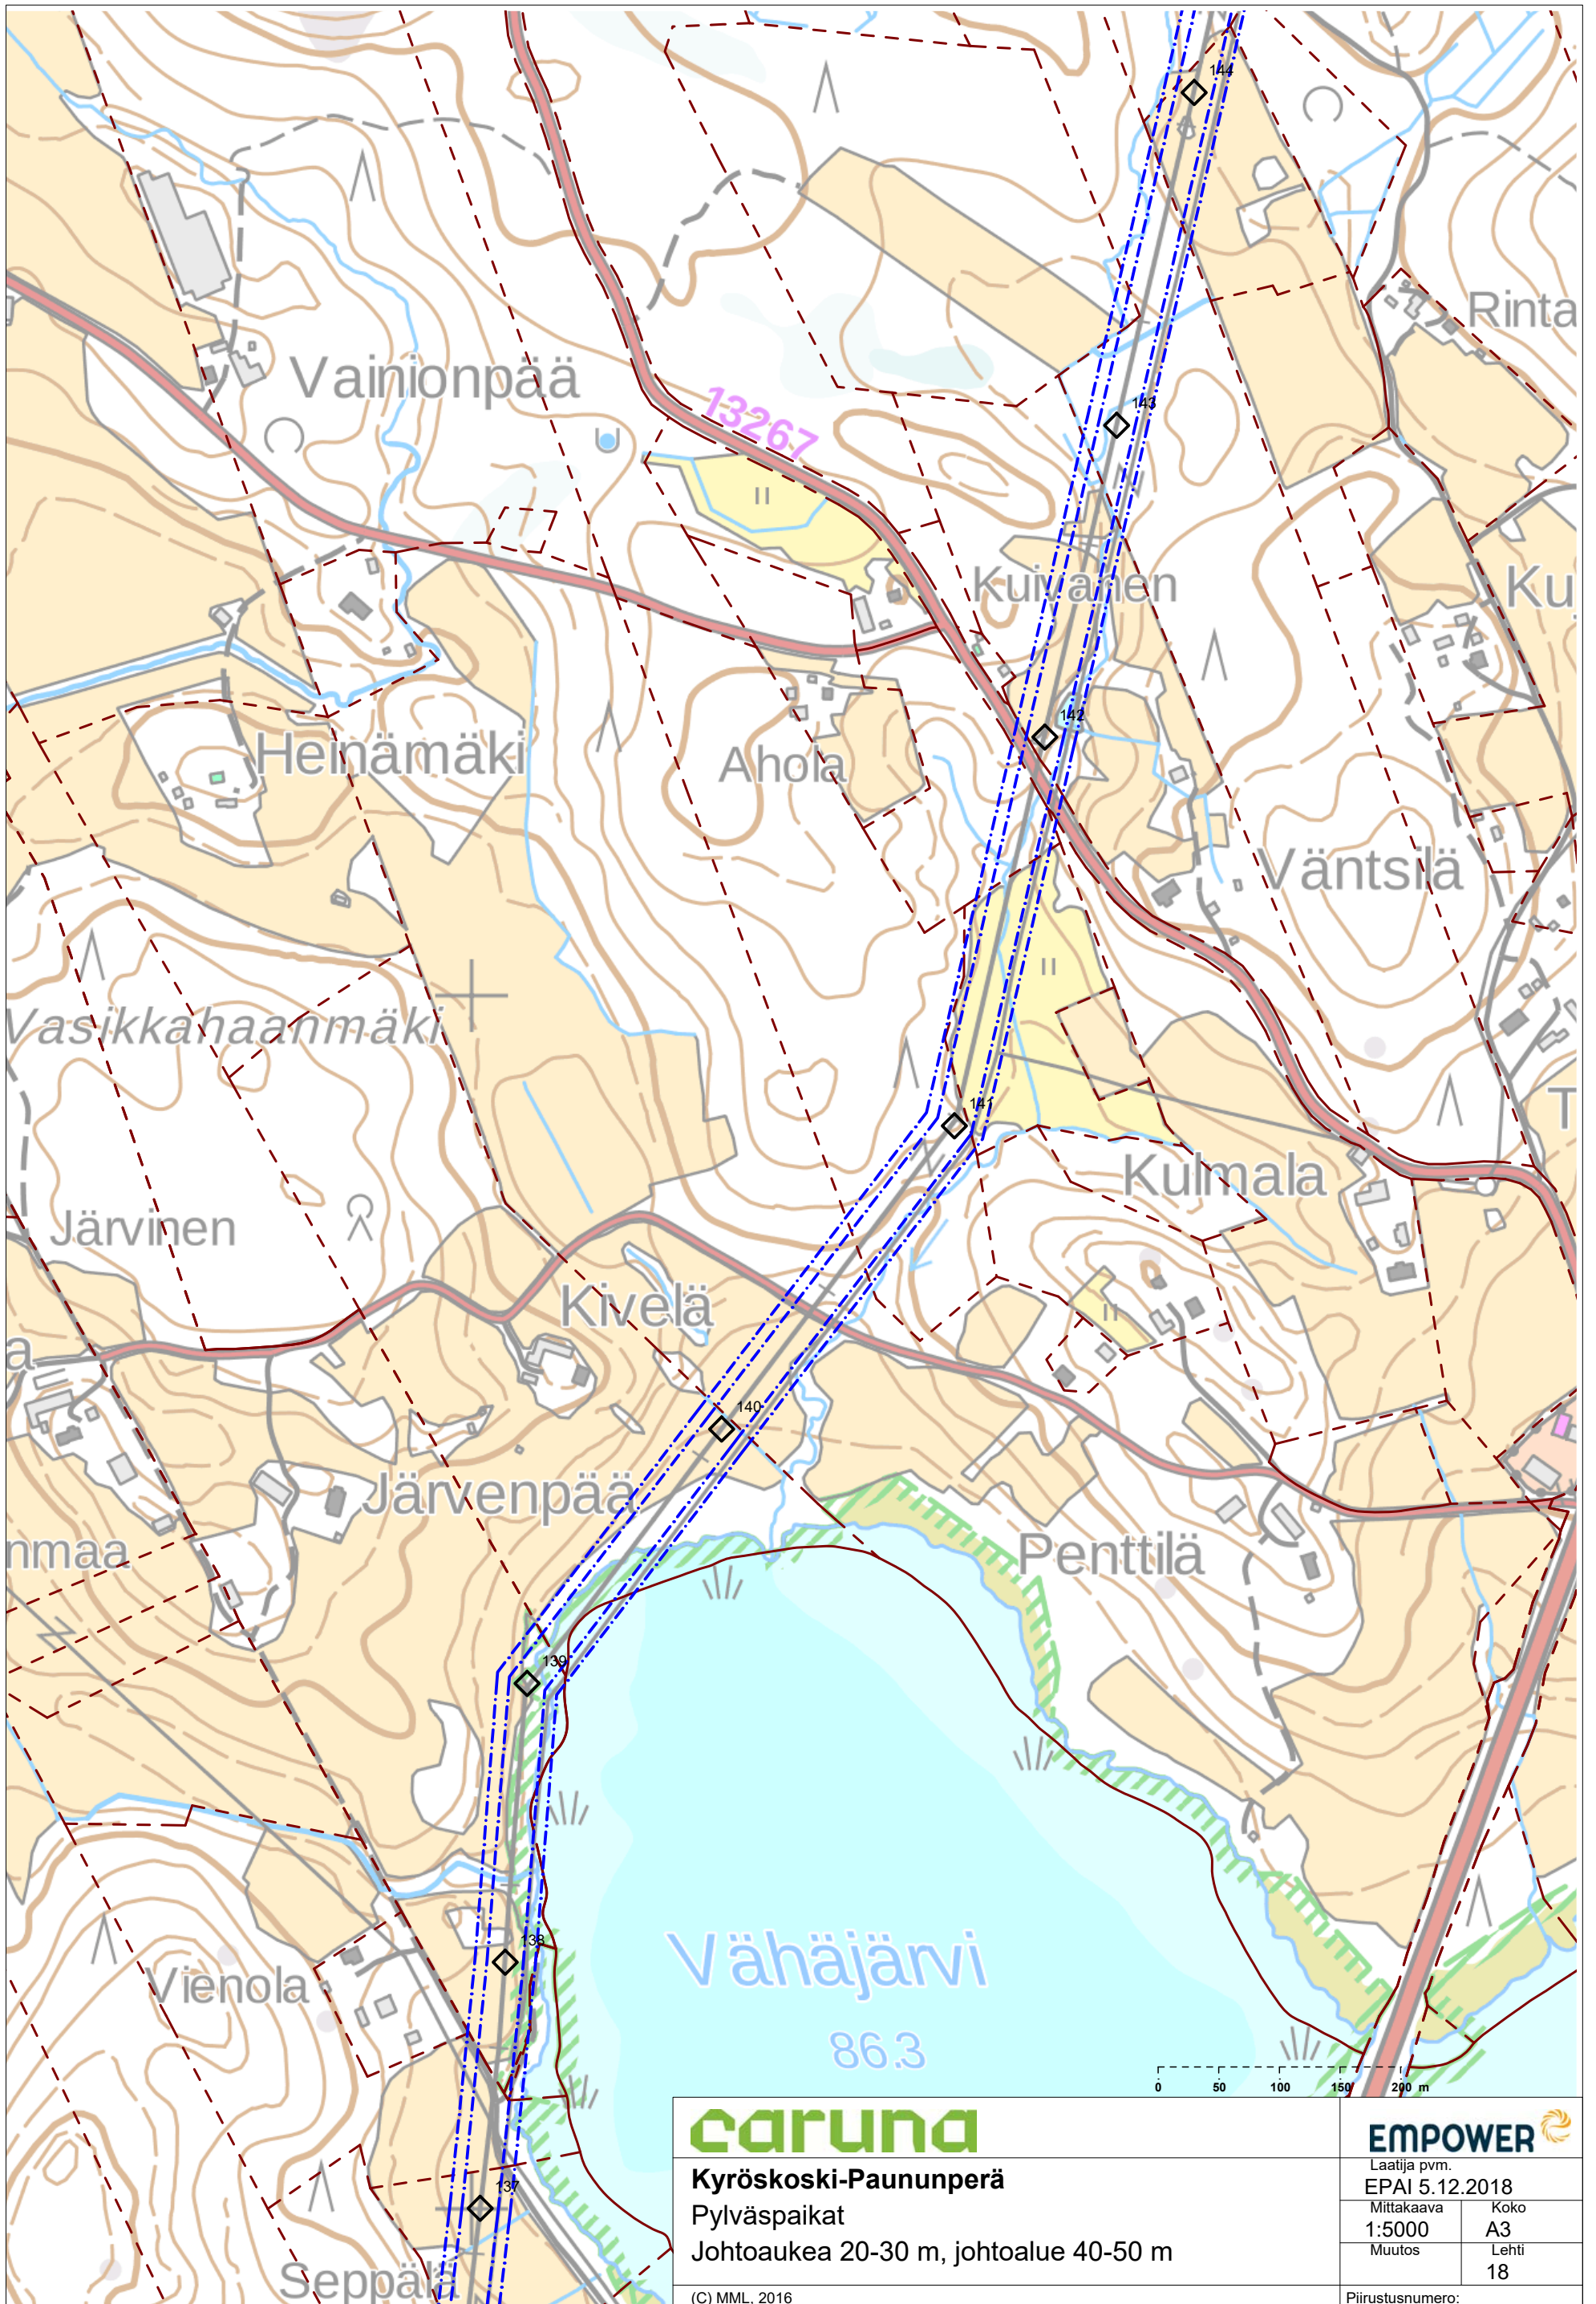 144
Rinta
Vainionpää
13267
143
II
Kuivanen
Ku
142
Heinämäki
Ahola
Väntsilä
II
Vasikkahaanmäki
141
T
Kulmala
Järvinen
Kivelä
II
a
140
Järvenpää
nmaa
Penttilä
139
138
Vähäjärvi
Vienola
86.3
0 50 100 150 200 m
137
Seppälä
caruna
EMPOWER
Kyröskoski-Paununperä
Pylväspaikat
Johtoaukea 20-30 m, johtoalue 40-50 m
(C) MML, 2016
Laatija pvm.
EPAI 5.12.2018
Mittakaava Koko
1:5000 A3
Muutos Lehti
18
Piirustusnumero: